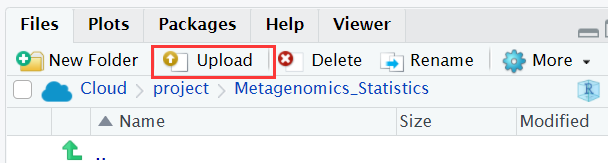 Files Plots Packages Help Viewer
New Folder Upload Delete Rename More
Cloud project Metagenomics_Statistics R
Name Size Modified
..